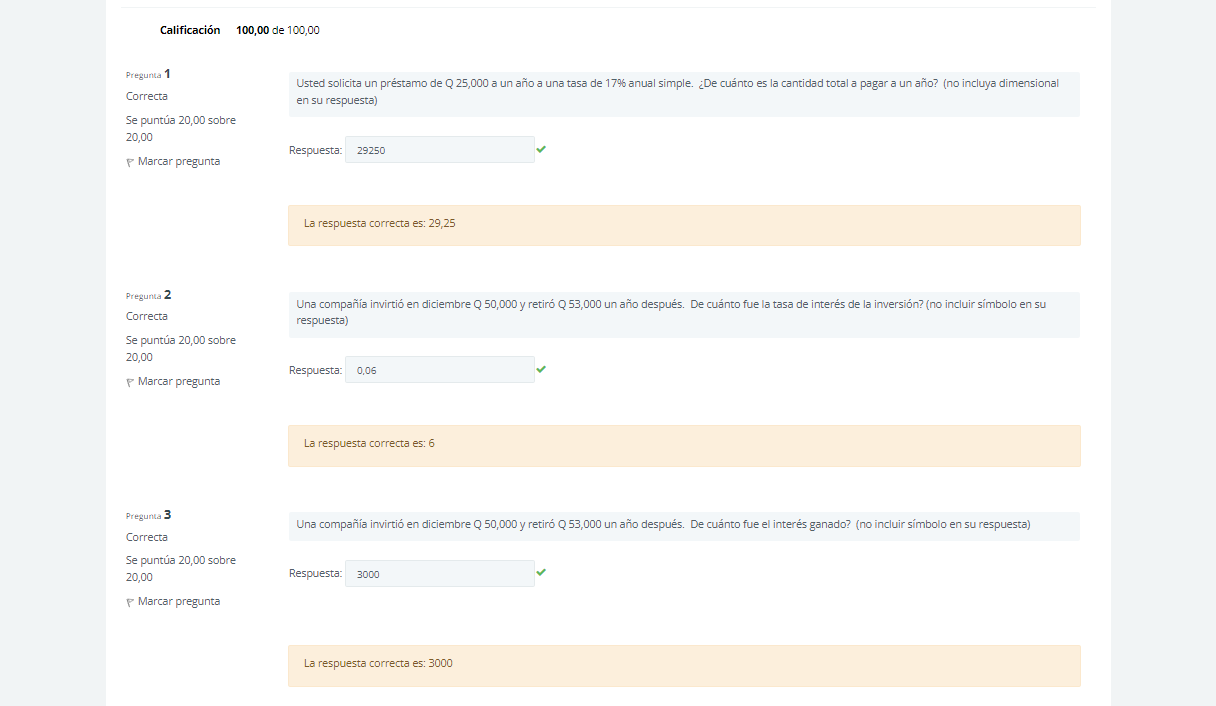 Calificación 100,00 de 100,00
Pregunta 1
Correcta
Se puntúa 20,00 sobre
20,00
Marcar pregunta
Usted solicita un préstamo de Q 25,000 a un año a una tasa de 17% anual simple. ¿De cuánto es la cantidad total a pagar a un año? (no incluya dimensional
en su respuesta)
Respuesta: 29250
La respuesta correcta es: 29,25
Pregunta 2
Correcta
Se puntúa 20,00 sobre
20,00
Marcar pregunta
Una compañía invirtió en diciembre Q 50,000 y retiró Q 53,000 un año después. De cuánto fue la tasa de interés de la inversión? (no incluir símbolo en su
respuesta)
Respuesta: 0,06
La respuesta correcta es: 6
Pregunta 3
Correcta
Se puntúa 20,00 sobre
20,00
Marcar pregunta
Una compañía invirtió en diciembre Q 50,000 y retiró Q 53,000 un año después. De cuánto fue el interés ganado? (no incluir símbolo en su respuesta)
Respuesta: 3000
La respuesta correcta es: 3000